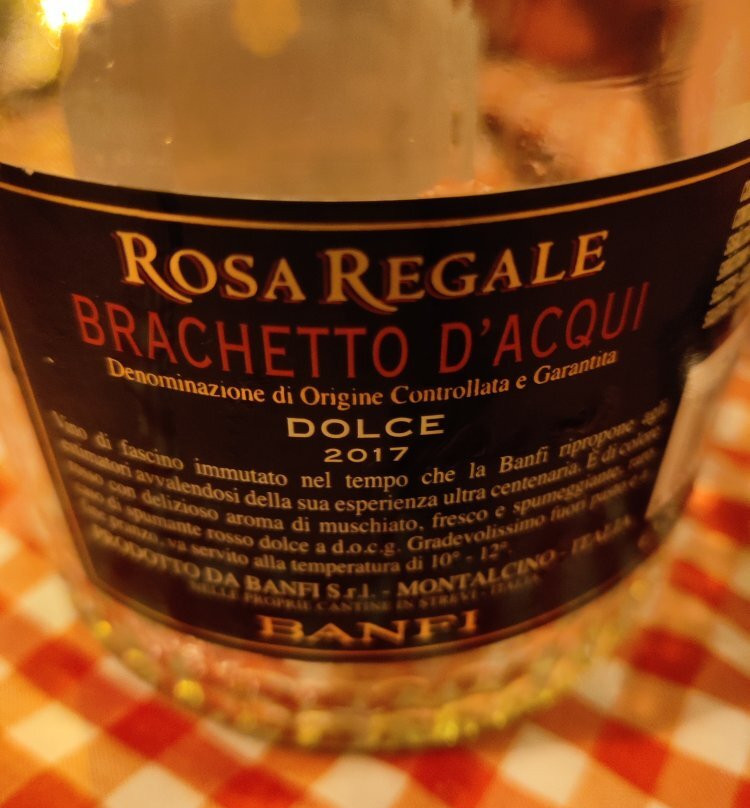 ROSA REGALE
BRACHETTO D'ACQUI
Denominazione di Origine Controllata e Garantita
DOLCE
2017
Vino di fascino immutato nel tempo che la Banfi ripropone agli
estimatori avvalendosi della sua esperienza ultra centenaria. È di colore
rosso con delizioso aroma di muschiato, fresco e spumeggiante, raro
di spumante rosso dolce a d.o.c.g. Gradevolissimo fuori pasto e a
pranzo, va servito alla temperatura di 10° - 12°.
PRODOTTO DA BANFI S.r.l. - MONTALCINO - ITALIA
NELLE PROPRIE CANTINE IN STREVI - ITALIA
BANFI